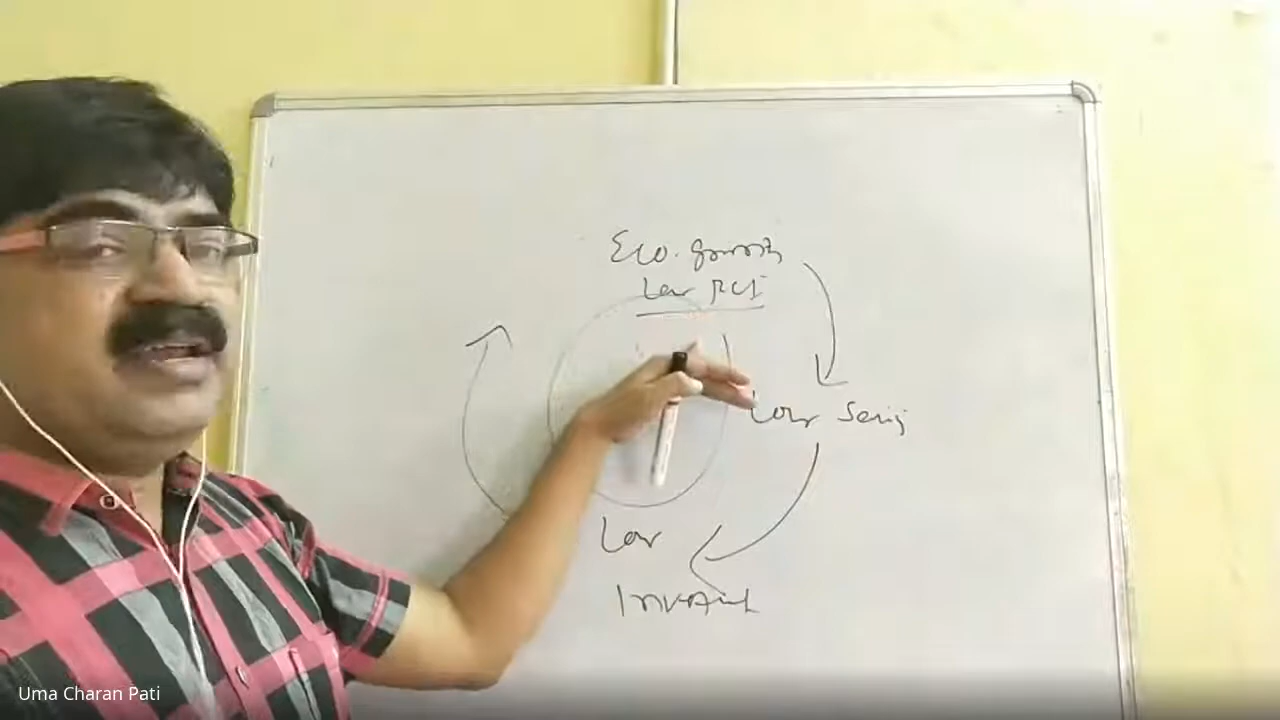 Eco. growth
Low PCI
Low Saving
Low
Investment
Uma Charan Pati